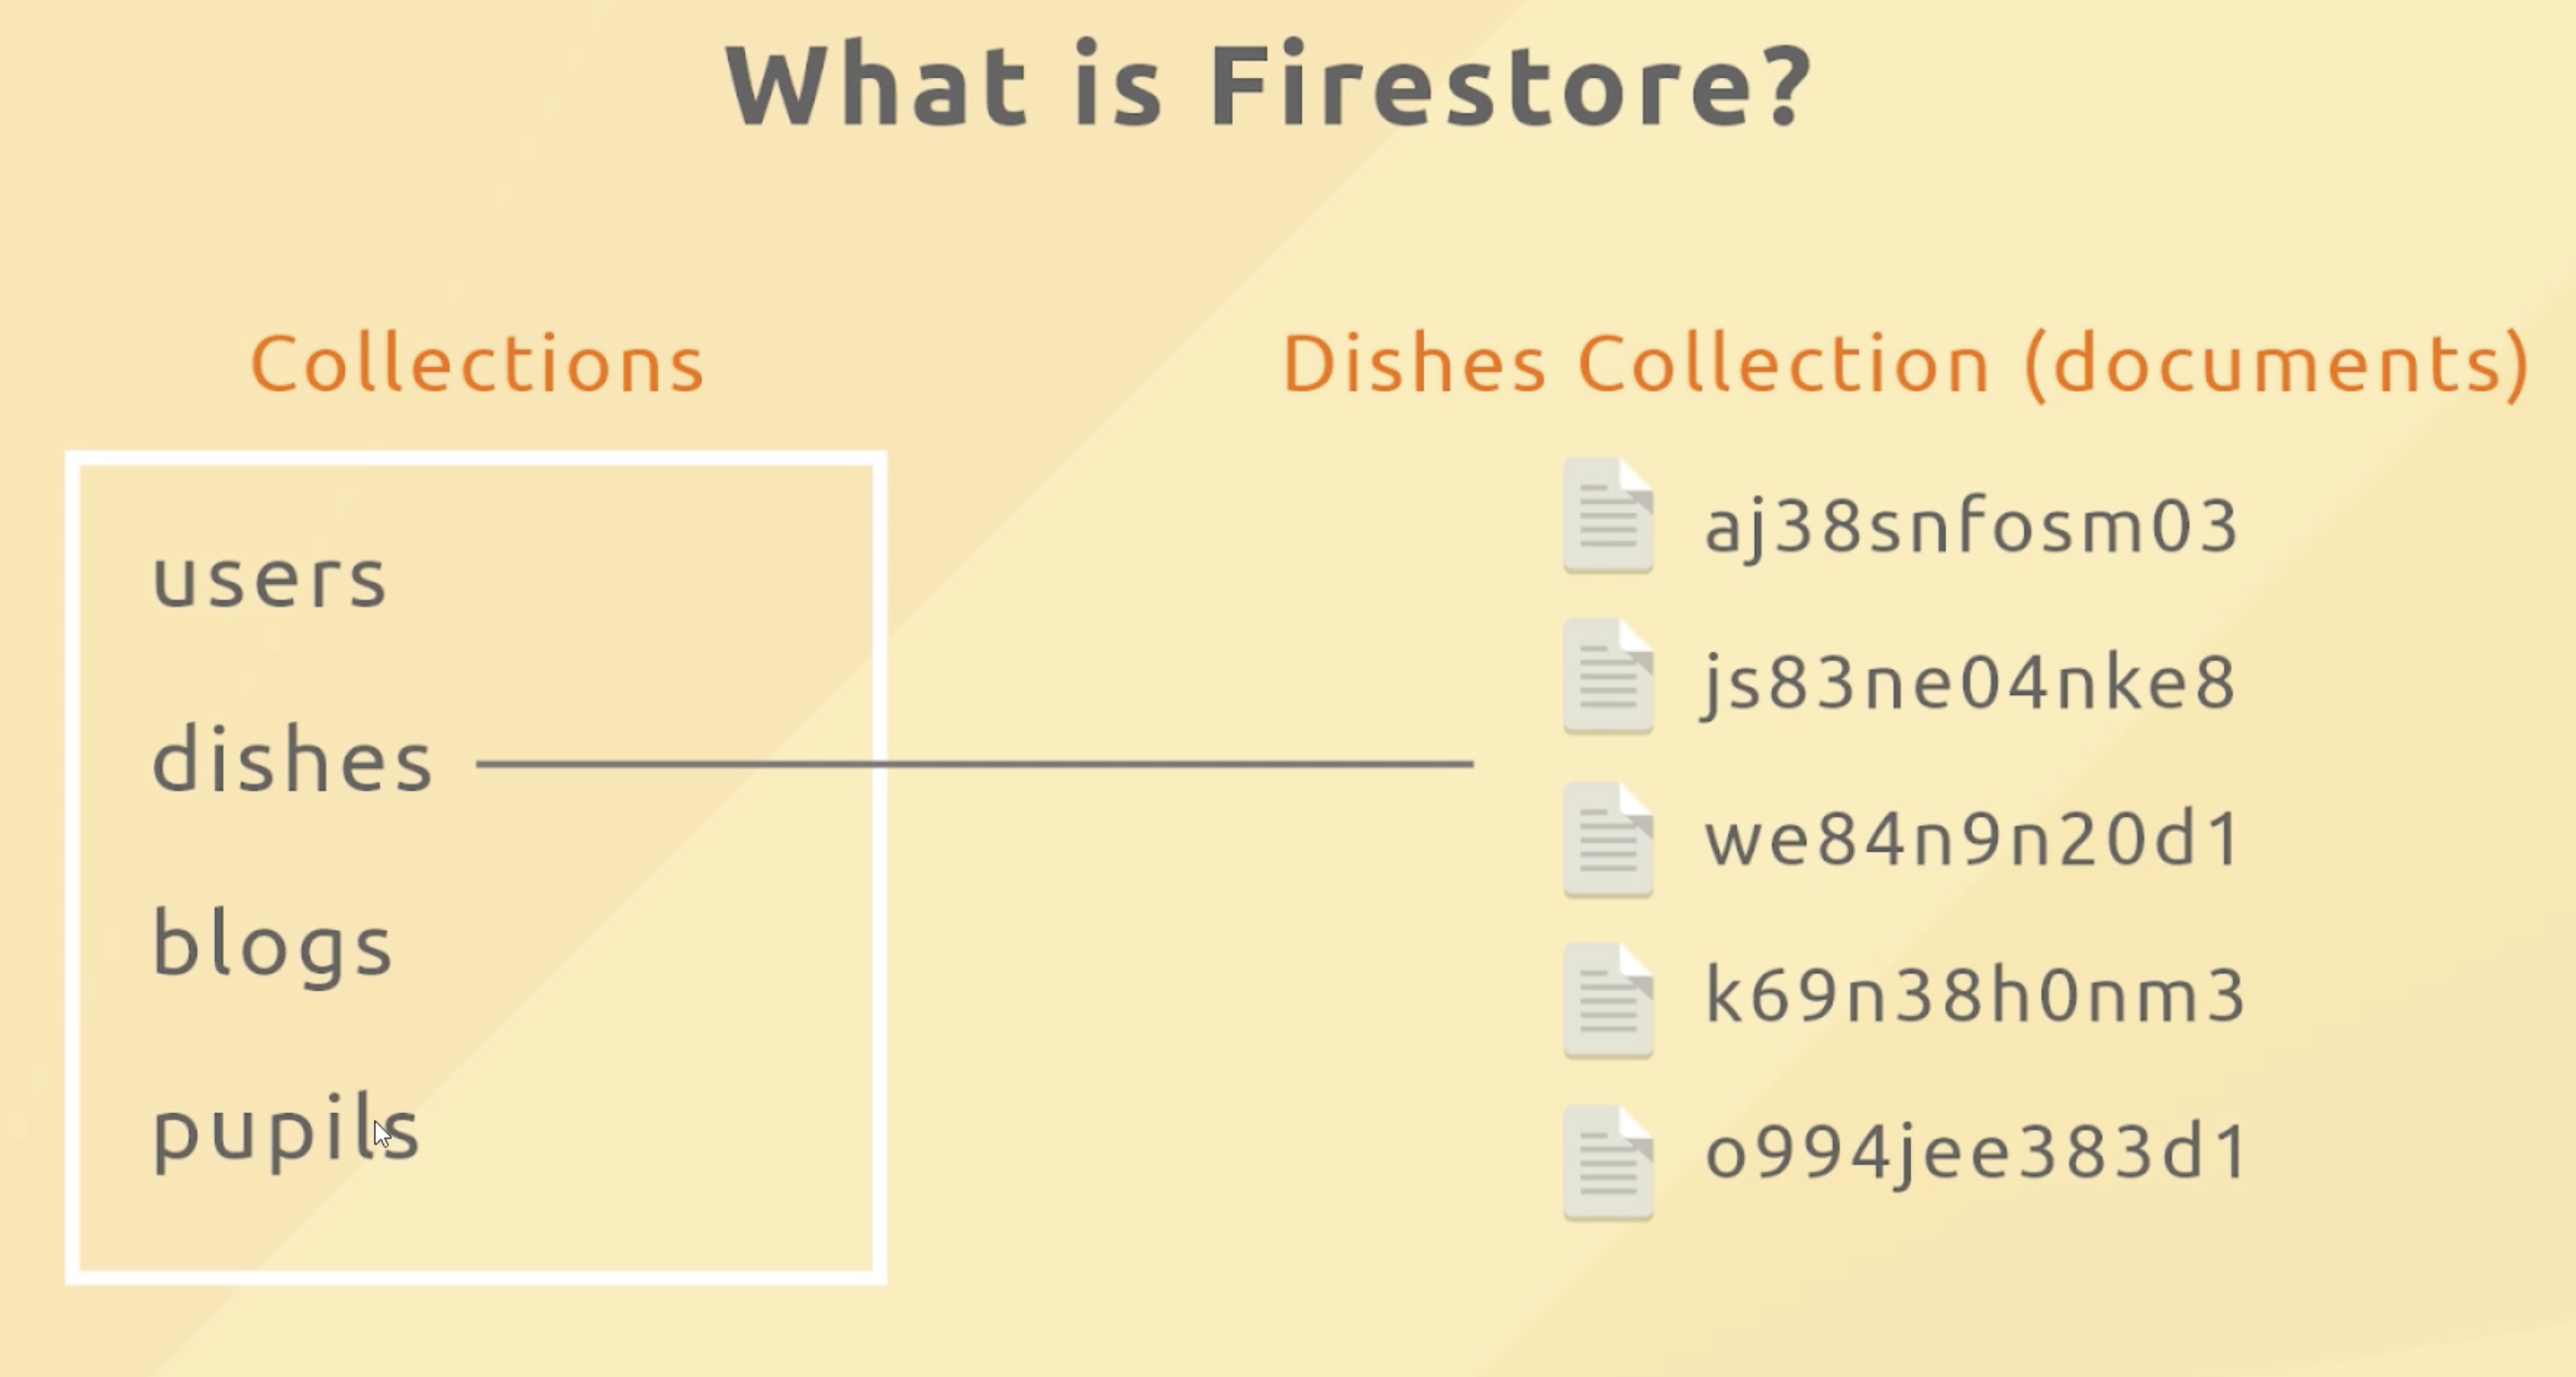 What is Firestore?
Collections
users
dishes
blogs
pupils
Dishes Collection (documents)
aj38snfosm03
js83ne04nke8
we84n9n20d1
k69n38h0nm3
o994jee383d1